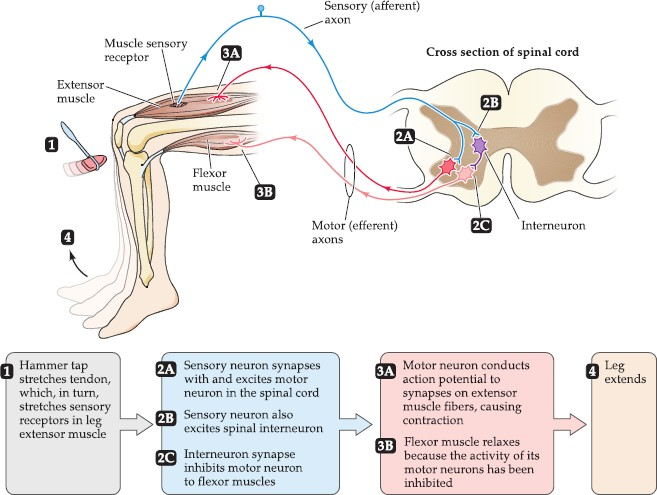 Sensory (afferent)
axon
Muscle sensory
receptor
3A
Cross section of spinal cord
Extensor
muscle
2B
1
2A
Flexor
muscle
3B
Motor (efferent)
axons
2C
Interneuron
4
1 Hammer tap
stretches tendon,
which, in turn,
stretches sensory
receptors in leg
extensor muscle
2A Sensory neuron synapses
with and excites motor
neuron in the spinal cord
2B Sensory neuron also
excites spinal interneuron
2C Interneuron synapse
inhibits motor neuron
to flexor muscles
3A Motor neuron conducts
action potential to
synapses on extensor
muscle fibers, causing
contraction
3B Flexor muscle relaxes
because the activity of its
motor neurons has been
inhibited
4 Leg
extends